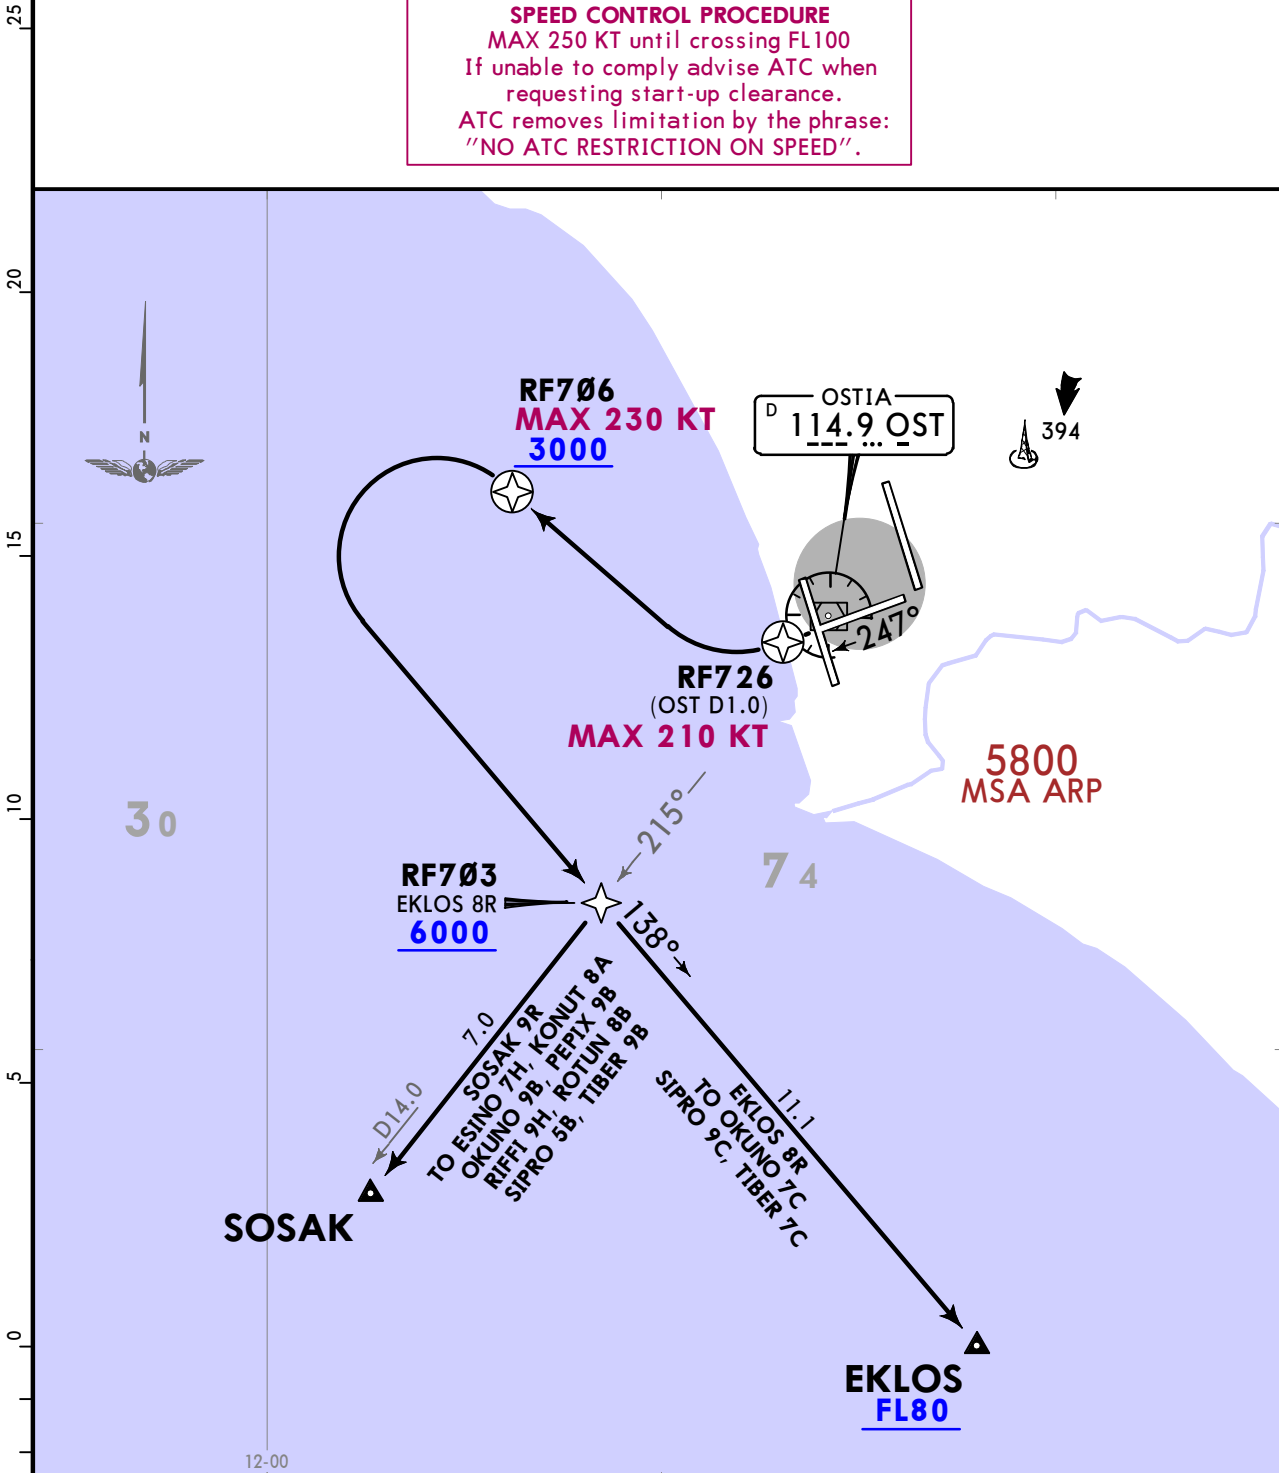 SPEED CONTROL PROCEDURE
MAX 250 KT until crossing FL100
If unable to comply advise ATC when
requesting start-up clearance.
ATC removes limitation by the phrase:
"NO ATC RESTRICTION ON SPEED".
25
20
15
10
5
0
N
RF7Ø6
MAX 230 KT
3000
OSTIA
D 114.9 OST
394
247°
RF726
(OST D1.0)
MAX 210 KT
5800
MSA ARP
30
74
215°
RF7Ø3
EKLOS 8R
6000
138°
7.0
SOSAK 9R
TO ESINO 7H, KONUT 8A
OKUNO 9B, PEPIX 9B
RIFFI 9H, ROTUN 8B
SIPRO 5B, TIBER 9B
D14.0
SOSAK
11.1
EKLOS 8R
TO OKUNO 7C
SIPRO 9C, TIBER 7C
EKLOS
FL80
12-00